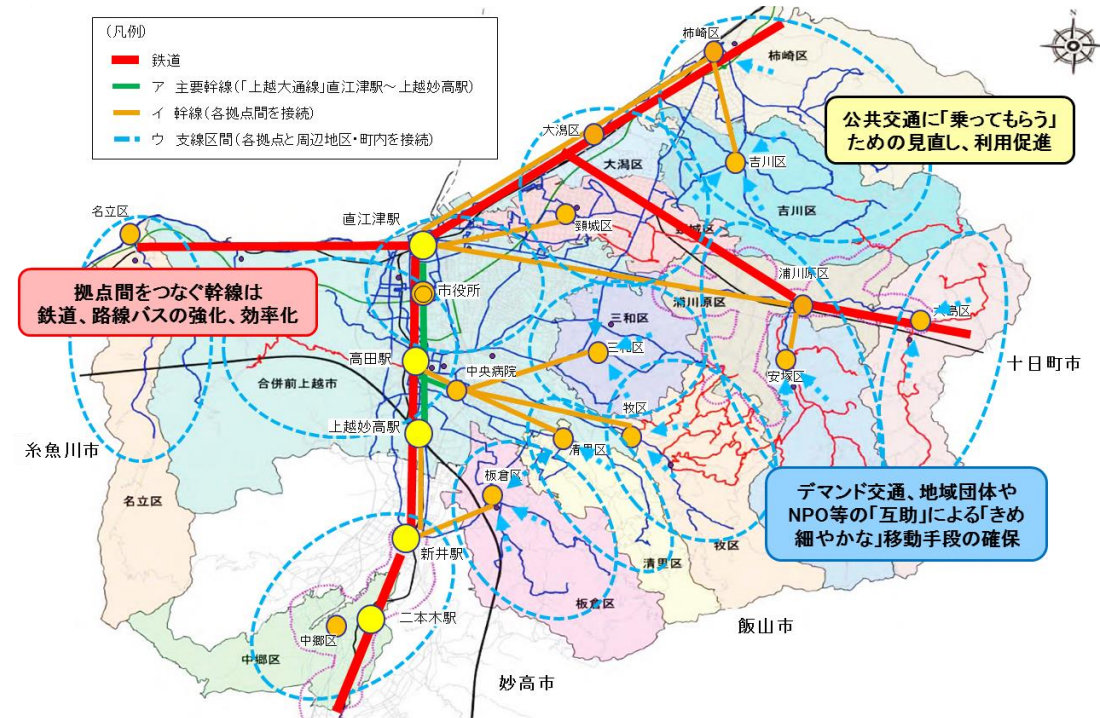 (凡例)
鉄道
ア 主要幹線(「上越大通線」直江津駅~上越妙高駅)
イ 幹線(各拠点間を接続)
ウ 支線区間(各拠点と周辺地区・町内を接続)
柿崎区
柿崎区
公共交通に「乗ってもらう」
ための見直し、利用促進
大潟区
大潟区
吉川区
吉川区
名立区
直江津駅
頸城区
頸城区
浦川原区
浦川原区
大島区
拠点間をつなぐ幹線は
鉄道、路線バスの強化、効率化
市役所
三和区
三和区
高田駅
中央病院
合併前上越市
安塚区
十日町市
上越妙高駅
牧区
清里区
糸魚川市
板倉区
名立区
デマンド交通、地域団体や
NPO等の「互助」による「きめ
細やかな」移動手段の確保
新井駅
牧区
清里区
板倉区
二本木駅
中郷区
中郷区
飯山市
妙高市